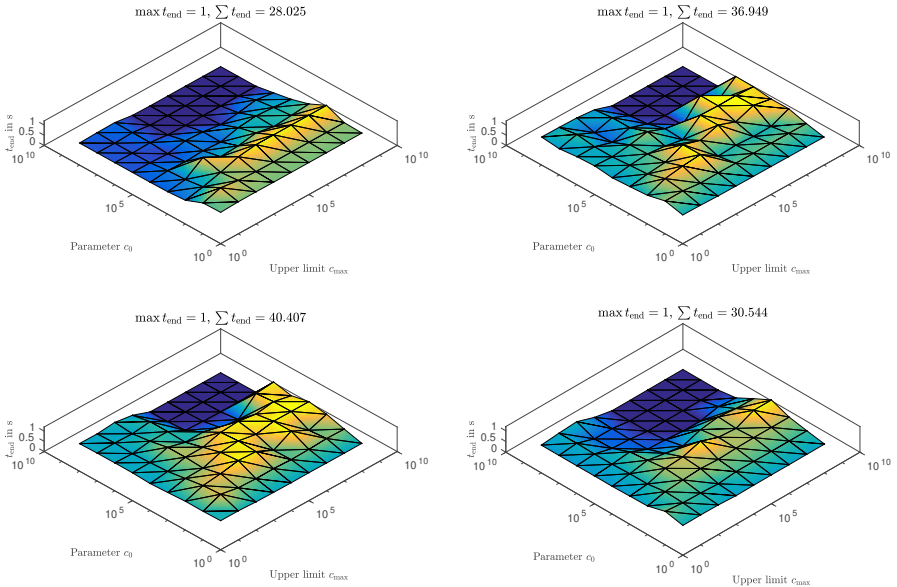 max t_end = 1, ∑ t_end = 28.025
t_end in s
1
0.5
0
10^10
10^5
10^0
Parameter c_0
10^0
10^5
10^10
Upper limit c_max
max t_end = 1, ∑ t_end = 36.949
t_end in s
1
0.5
0
10^10
10^5
10^0
Parameter c_0
10^0
10^5
10^10
Upper limit c_max
max t_end = 1, ∑ t_end = 40.407
t_end in s
1
0.5
0
10^10
10^5
10^0
Parameter c_0
10^0
10^5
10^10
Upper limit c_max
max t_end = 1, ∑ t_end = 30.544
t_end in s
1
0.5
0
10^10
10^5
10^0
Parameter c_0
10^0
10^5
10^10
Upper limit c_max